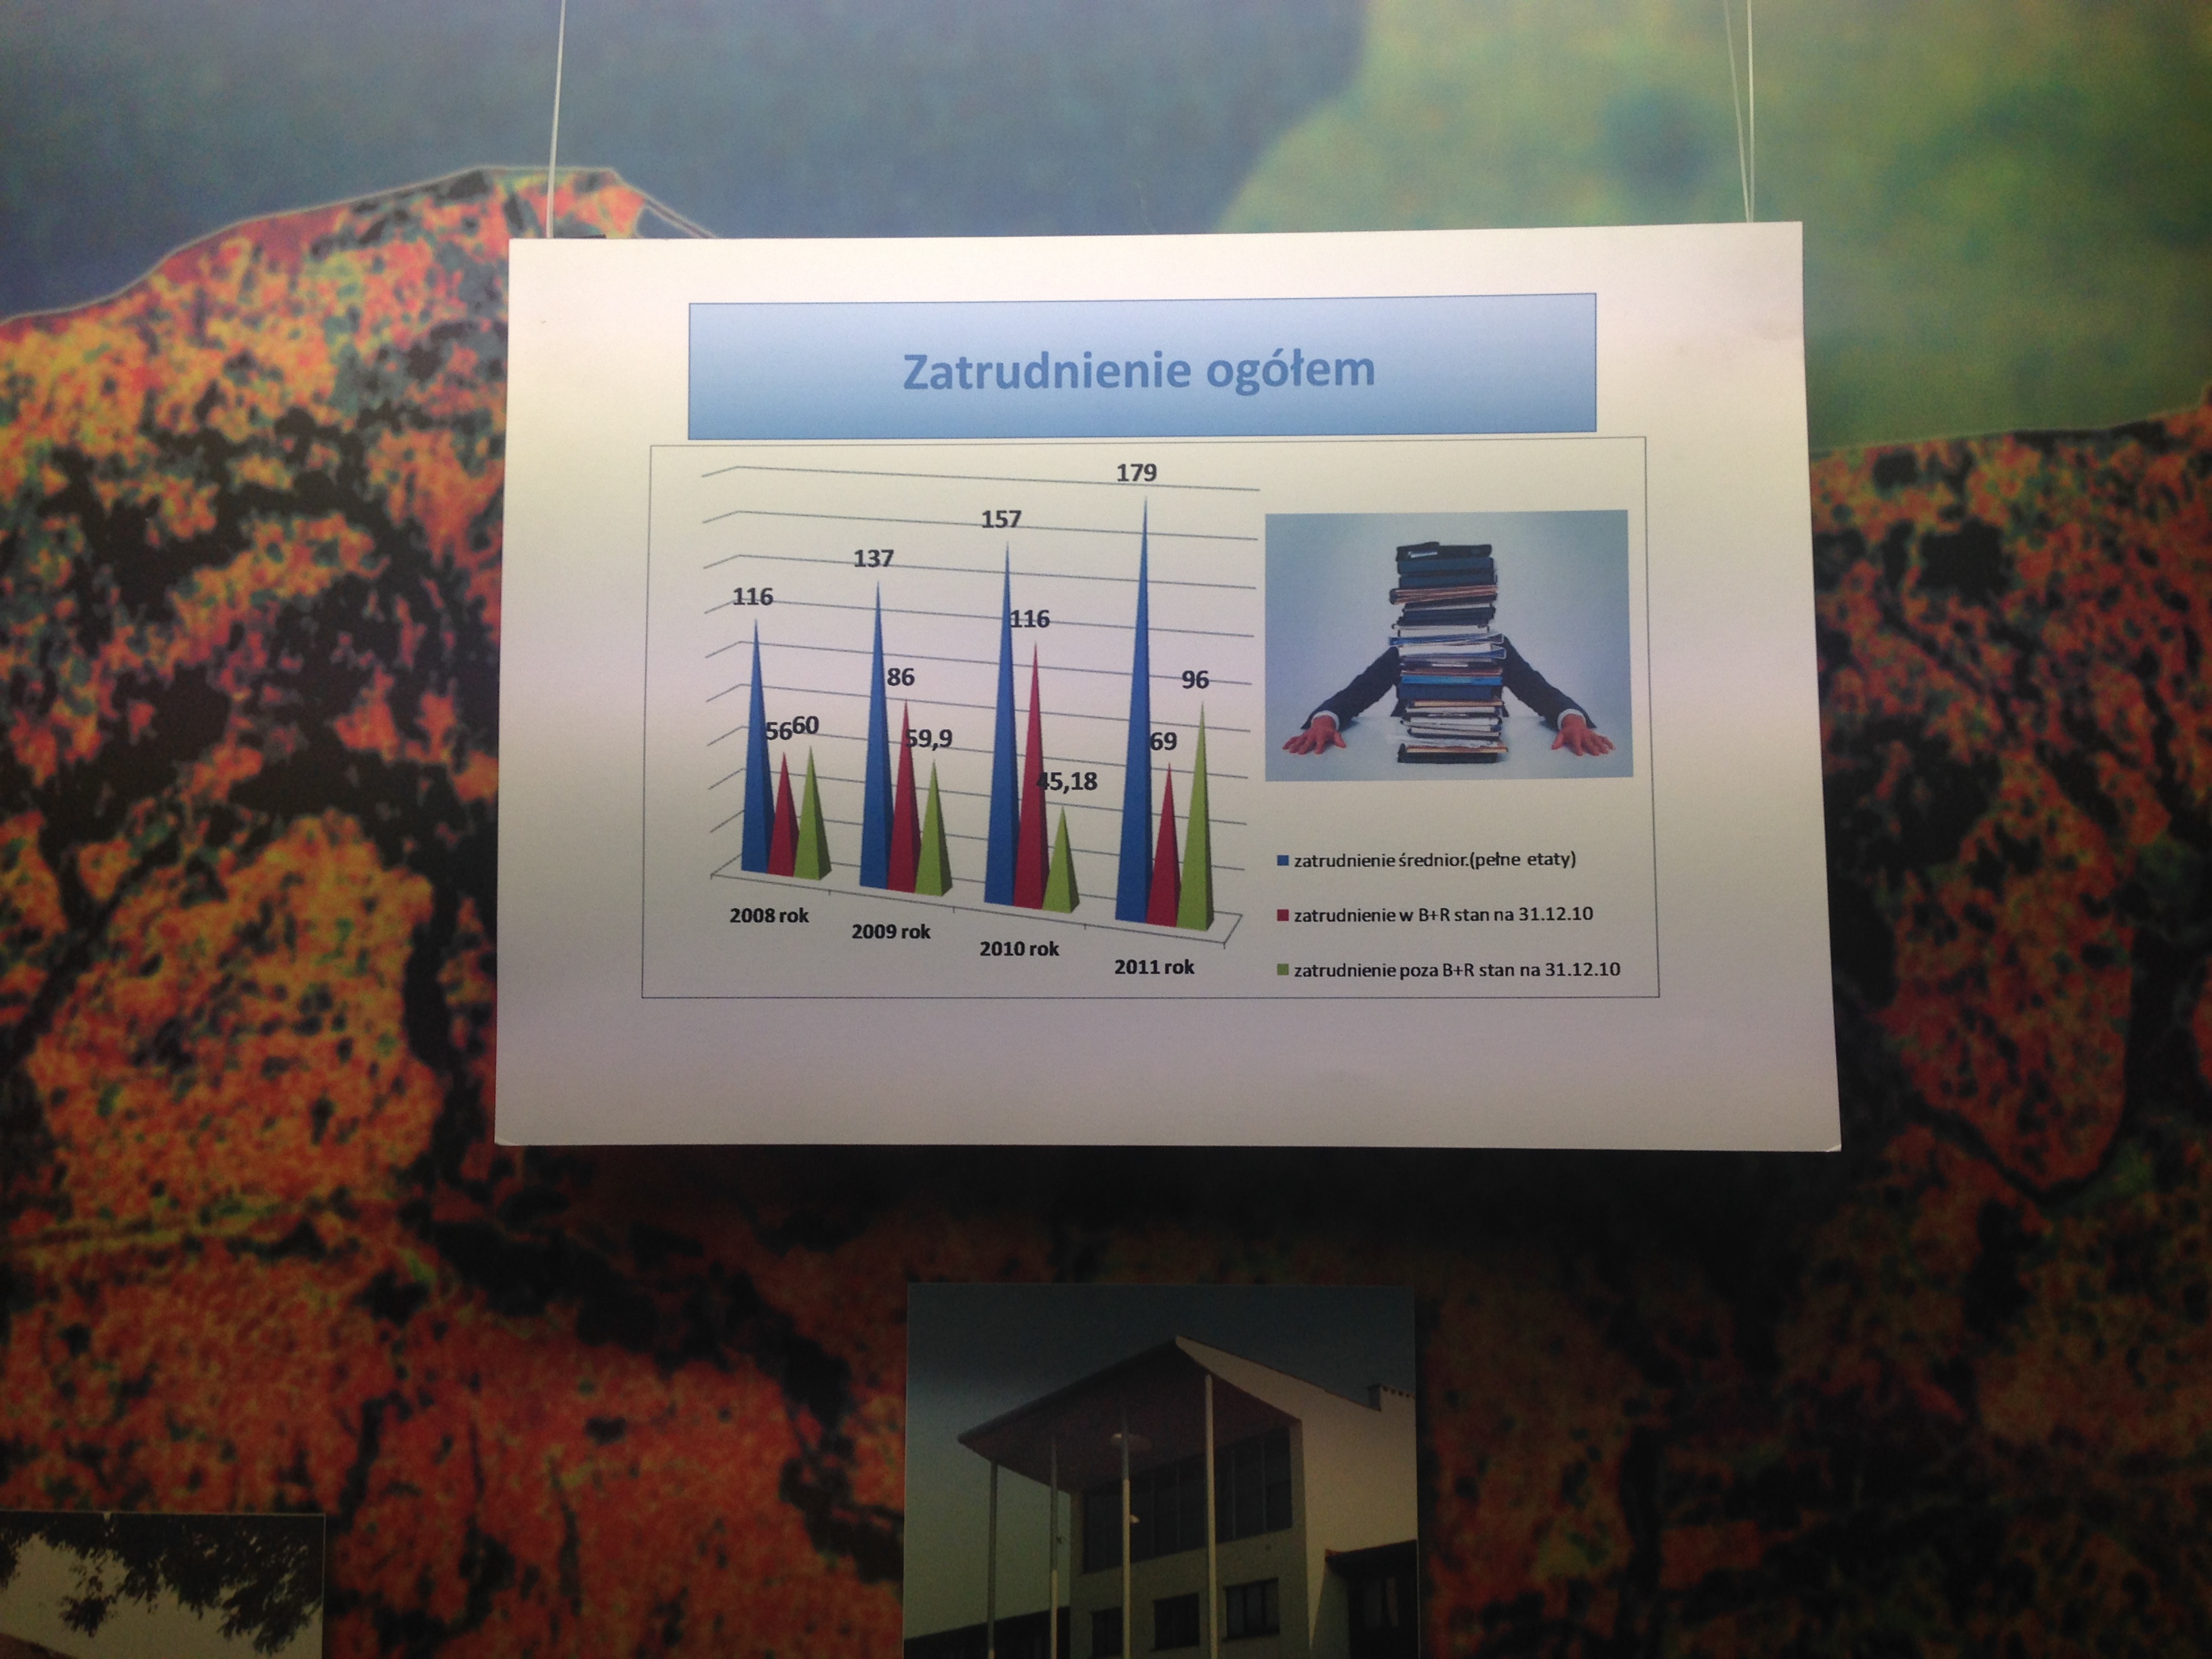 Zatrudnienie ogółem
179
157
137
116
116
96
86
69
56
60
59,9
45,18
2008 rok
2009 rok
2010 rok
2011 rok
zatrudnienie średnior.(pełne etaty)
zatrudnienie w B+R stan na 31.12.10
zatrudnienie poza B+R stan na 31.12.10